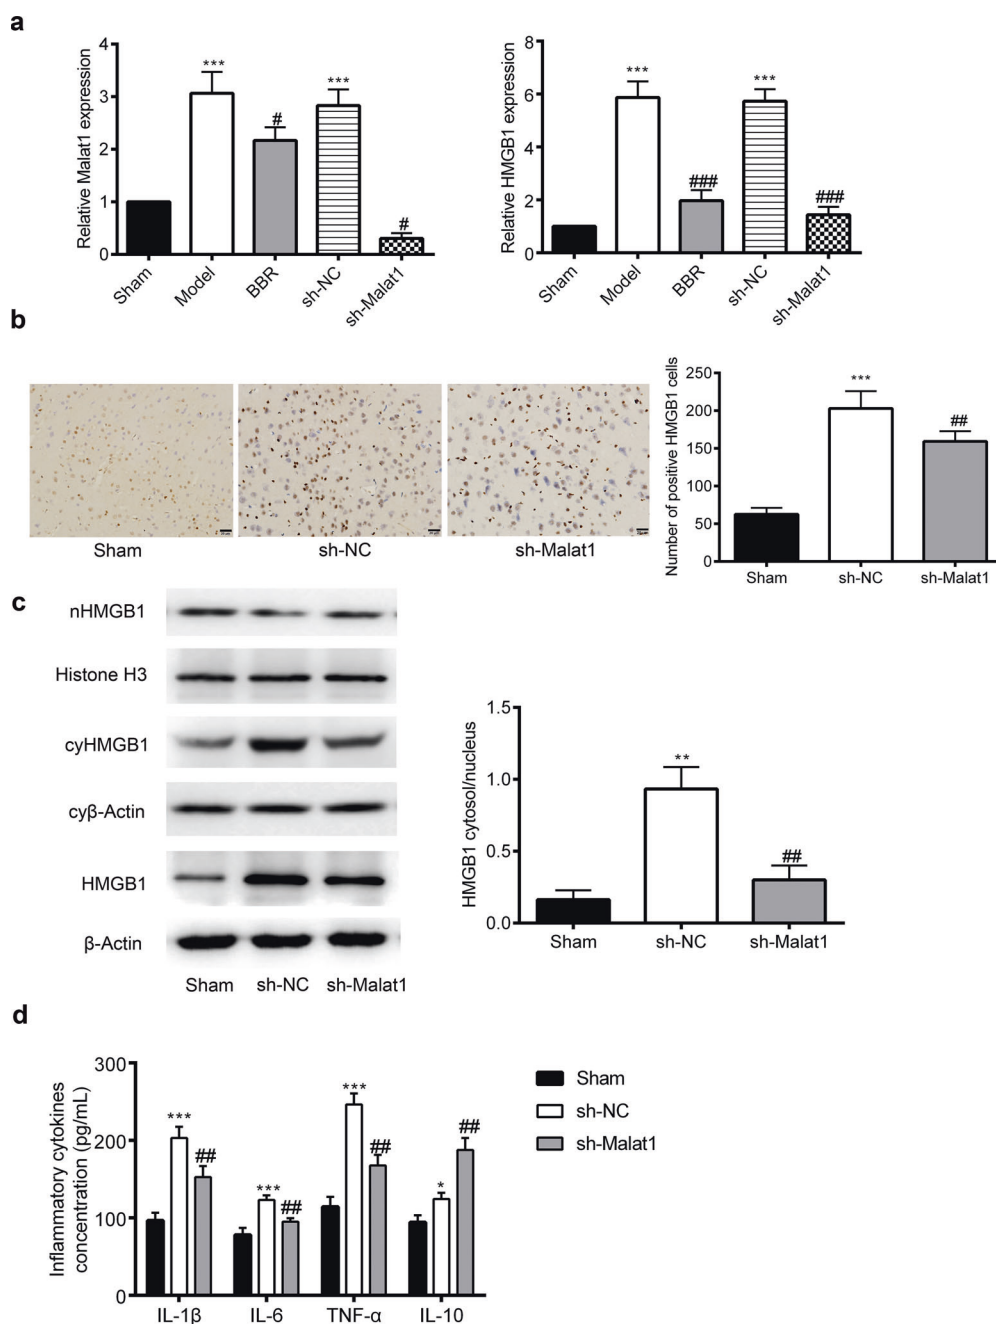 a
Relative Malat1 expression
4
3
2
1
0
***
#
***
#
Sham
Model
BBR
sh-NC
sh-Malat1
Relative HMGB1 expression
8
6
4
2
0
***
###
***
###
Sham
Model
BBR
sh-NC
sh-Malat1
b
Sham
sh-NC
sh-Malat1
Number of positive HMGB1 cells
250
200
150
100
50
0
***
##
Sham
sh-NC
sh-Malat1
c
nHMGB1
Histone H3
cyHMGB1
cyβ-Actin
HMGB1
β-Actin
Sham
sh-NC
sh-Malat1
HMGB1 cytosol/nucleus
1.5
1.0
0.5
0.0
**
##
Sham
sh-NC
sh-Malat1
d
Inflammatory cytokines
concentration (pg/mL)
300
200
100
0
***
##
***
##
***
##
*
##
IL-1β
IL-6
TNF-α
IL-10
Sham
sh-NC
sh-Malat1